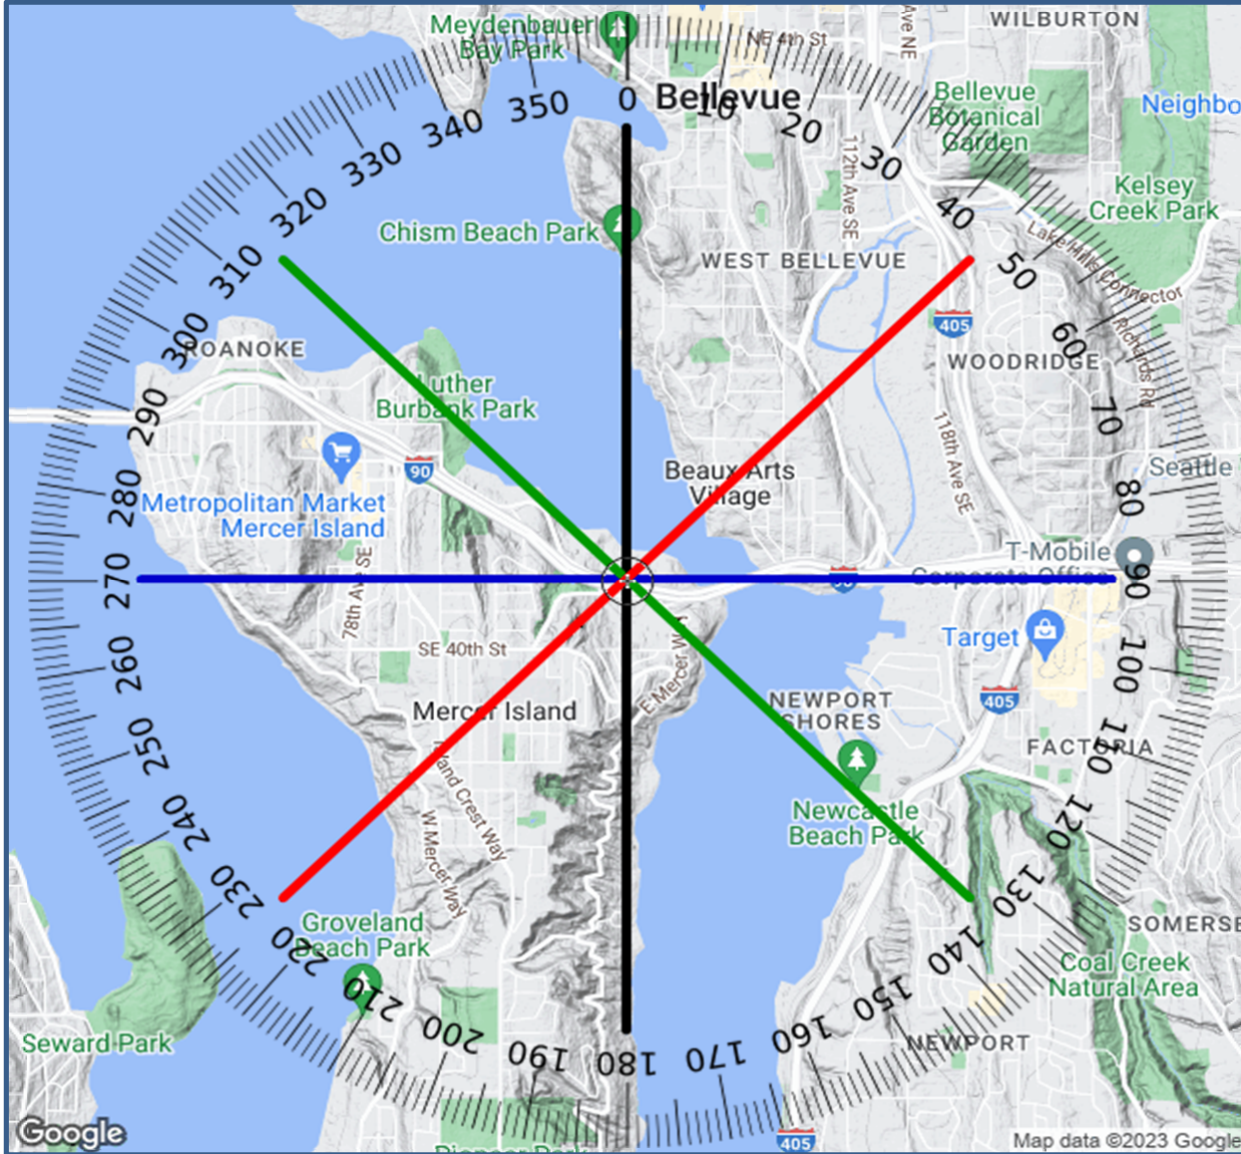 Meydenbauer
Bay Park
NE 4th St
Ave NE
WILBURTON
Bellevue
Bellevue
Botanical
Garden
Neighbo
Kelsey
Creek Park
Lake Hills Connector
Richards Rd
112th Ave SE
Chism Beach Park
WEST BELLEVUE
405
WOODRIDGE
ROANOKE
Luther
Burbank Park
90
Metropolitan Market
Mercer Island
78th Ave SE
Beaux Arts
Village
118th Ave SE
Seattle
T-Mobile
Corporate Office
90
Target
SE 40th St
E Mercer
Mercer Island
NEWPORT
SHORES
405
FACTORIA
Island Crest Way
W Mercer Way
Newcastle
Beach Park
Groveland
Beach Park
SOMERSE
Coal Creek
Natural Area
Seward Park
NEWPORT
405
Pioneer Park
0
10
20
30
40
50
60
70
80
90
100
110
120
130
140
150
160
170
180
190
200
210
220
230
240
250
260
270
280
290
300
310
320
330
340
350
Google
Map data ©2023 Google